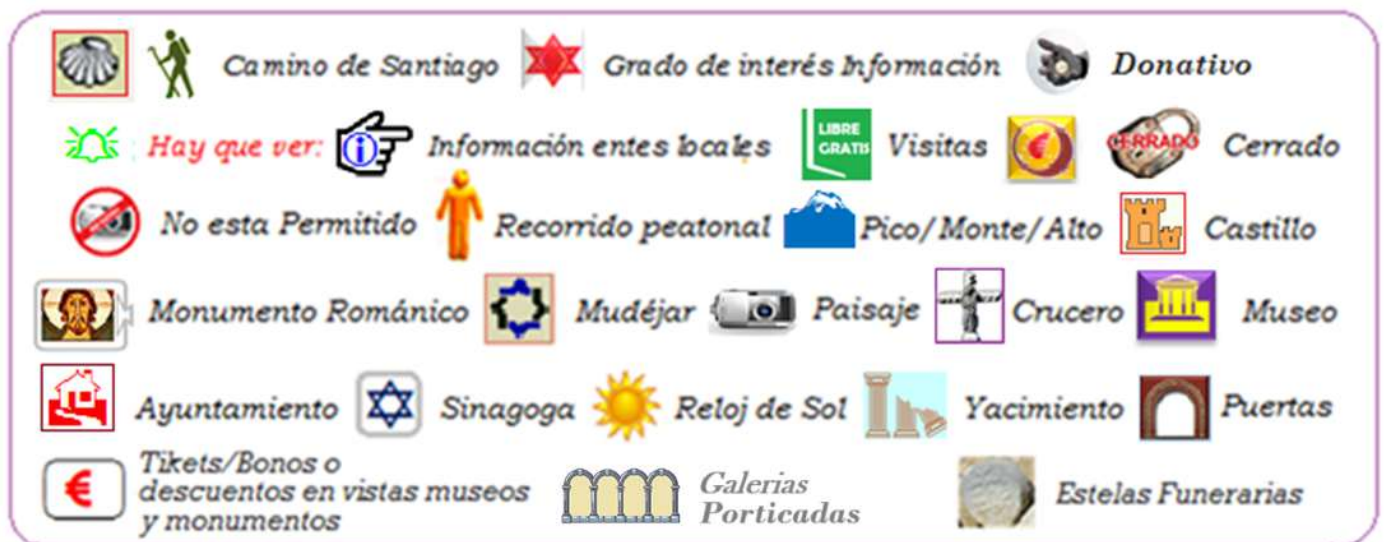 Camino de Santiago Grado de interés Información Donativo
: Hay que ver: i Información entes locales LIBRE GRATIS Visitas € CERRADO Cerrado
No esta Permitido Recorrido peatonal Pico/Monte/Alto Castillo
Monumento Románico Mudéjar Paisaje Crucero Museo
Ayuntamiento Sinagoga Reloj de Sol Yacimiento Puertas
€ Tikets/Bonos o
descuentos en vistas museos
y monumentos
Galerias
Porticadas
Estelas Funerarias